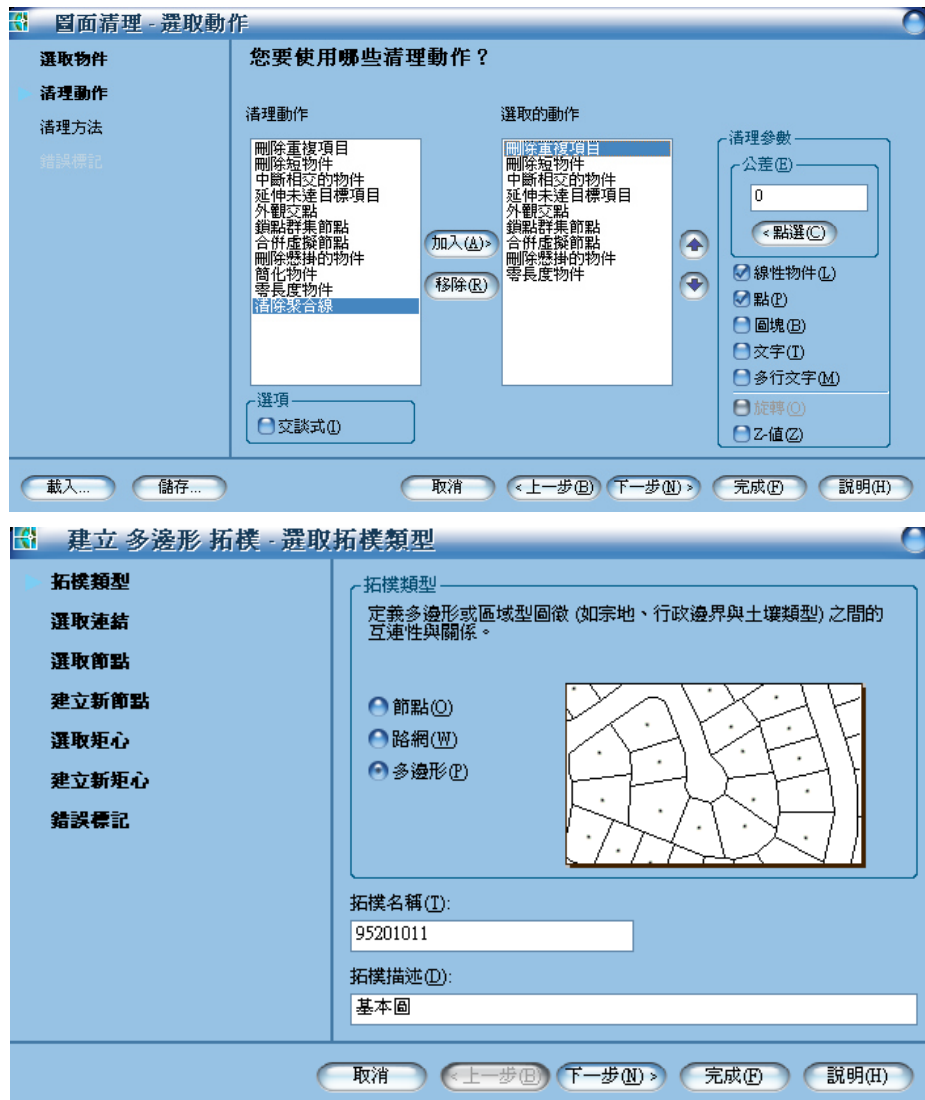 圖面清理 - 選取動作
選取物件
清理動作
清理方法
錯誤標記
您要使用哪些清理動作？
清理動作
刪除重複項目
刪除短物件
中斷相交的物件
延伸未達目標項目
外觀交點
鎖點群集節點
合併虛擬節點
刪除懸掛的物件
簡化物件
零長度物件
清除聚合線
選項
交談式(I)
加入(A)>
移除(R)
選取的動作
刪除重複項目
刪除短物件
中斷相交的物件
延伸未達目標項目
外觀交點
鎖點群集節點
合併虛擬節點
刪除懸掛的物件
零長度物件
清理參數
公差(E)
0
<點選(C)
線性物件(L)
點(P)
圖塊(B)
文字(T)
多行文字(M)
旋轉(O)
Z-值(Z)
載入...
儲存...
取消
<上一步(B)
下一步(N)>
完成(F)
說明(H)
建立 多邊形 拓樸 - 選取拓樸類型
拓樸類型
選取連結
選取節點
建立新節點
選取矩心
建立新矩心
錯誤標記
拓樸類型
定義多邊形或區域型圖徵 (如宗地、行政邊界與土壤類型) 之間的
互連性與關係。
節點(O)
路網(W)
多邊形(P)
拓樸名稱(T):
95201011
拓樸描述(D):
基本圖
取消
<上一步(B)
下一步(N)>
完成(F)
說明(H)